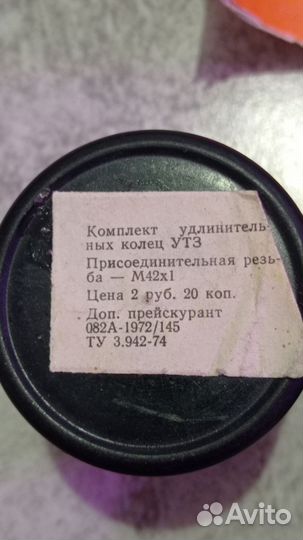 Комплект удлинитель-
ных колец УТЗ
Присоединительная резь-
ба — М42х1
Цена 2 руб. 20 коп.
Доп. прейскурант
082А-1972/145
ТУ 3.942-74
Avito